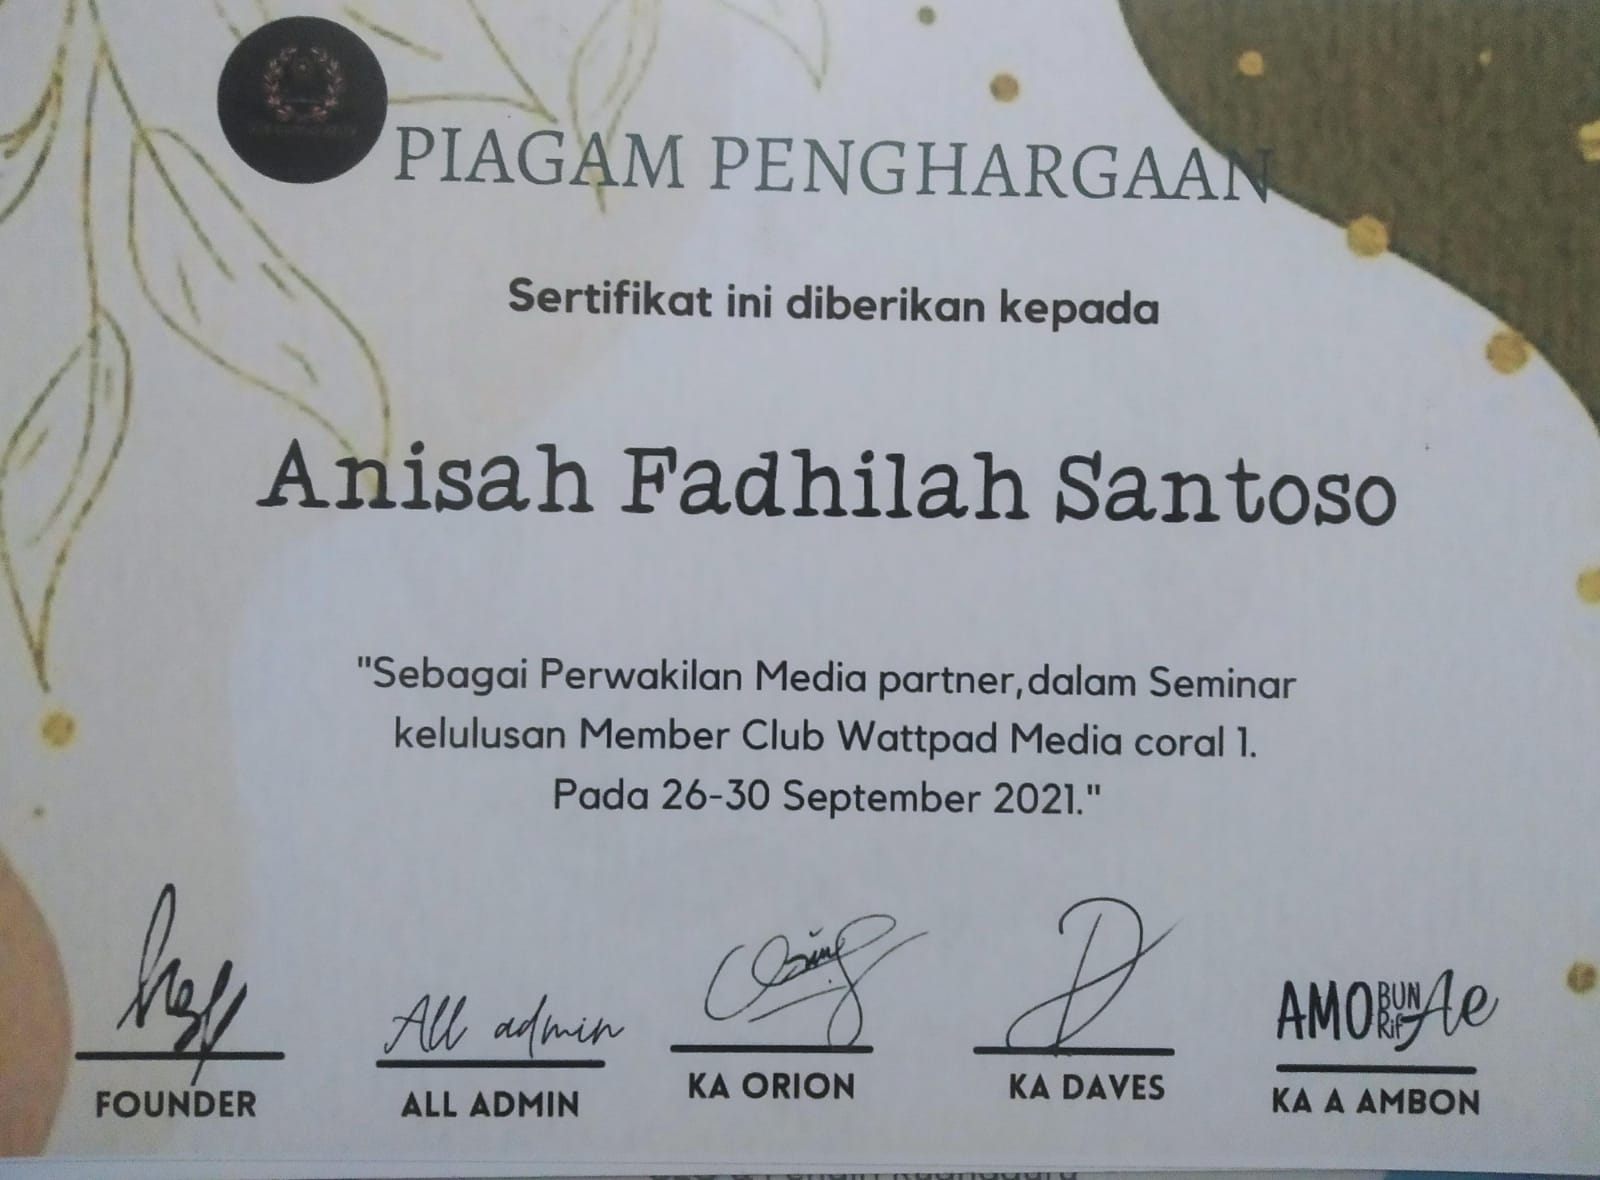 PIAGAM PENGHARGAAN
Sertifikat ini diberikan kepada
Anisah Fadhilah Santoso
"Sebagai Perwakilan Media partner,dalam Seminar
kelulusan Member Club Wattpad Media coral 1.
Pada 26-30 September 2021."
All admin
AMO BUN Rif Ae
FOUNDER
ALL ADMIN
KA ORION
KA DAVES
KA A AMBON